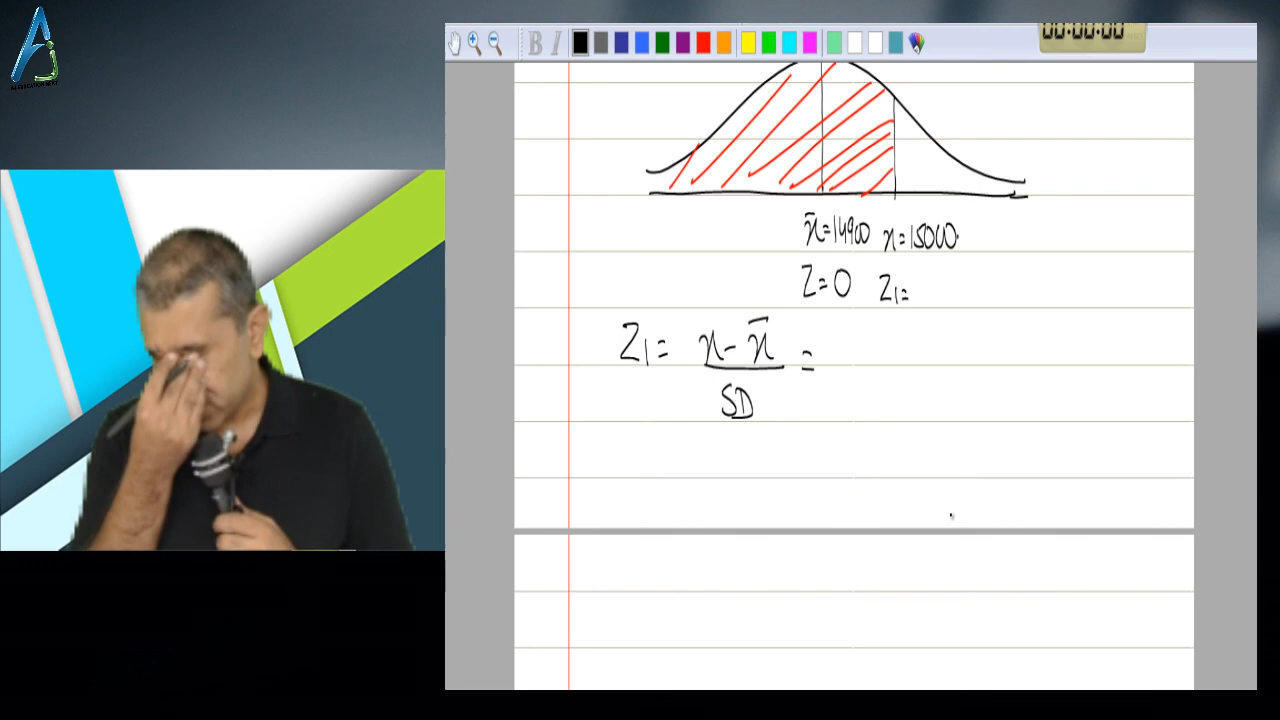 00:00:00
B I
x̄=14900 x=15000
Z=0 Z1=
Z1= x-x̄ =
SD